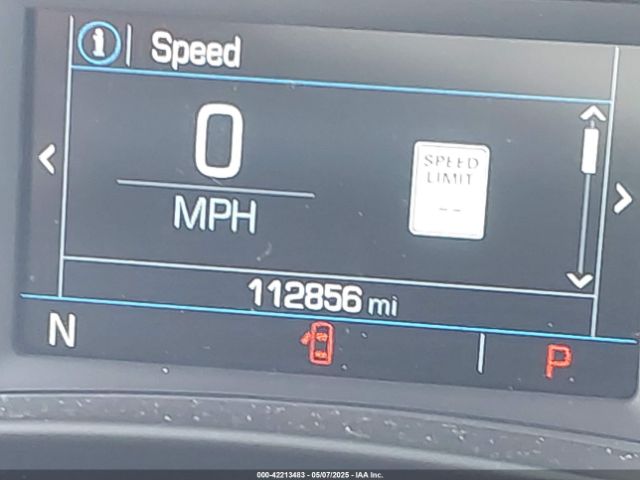 Speed
0
MPH
SPEED
LIMIT
--
112856 mi
N
P
000-42213483 - 05/07/2025 - IAA Inc.